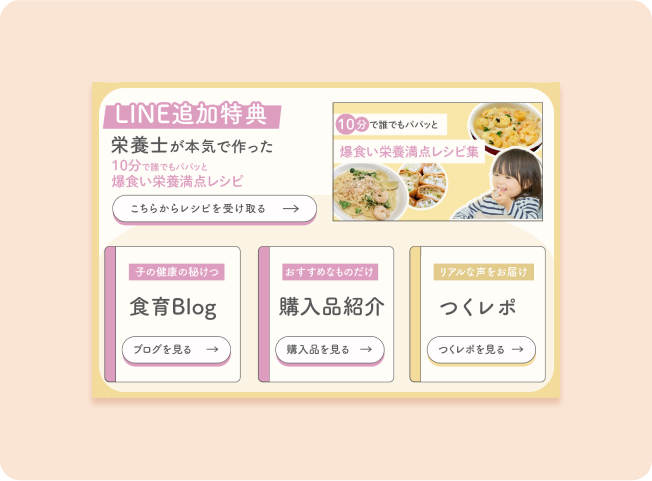 LINE追加特典
栄養士が本気で作った
10分で誰でもパパッと
爆食い栄養満点レシピ
こちらからレシピを受け取る →
10分で誰でもパパッと
爆食い栄養満点レシピ集
子の健康の秘けつ
食育Blog
ブログを見る →
おすすめなものだけ
購入品紹介
購入品を見る →
リアルな声をお届け
つくレポ
つくレポを見る →